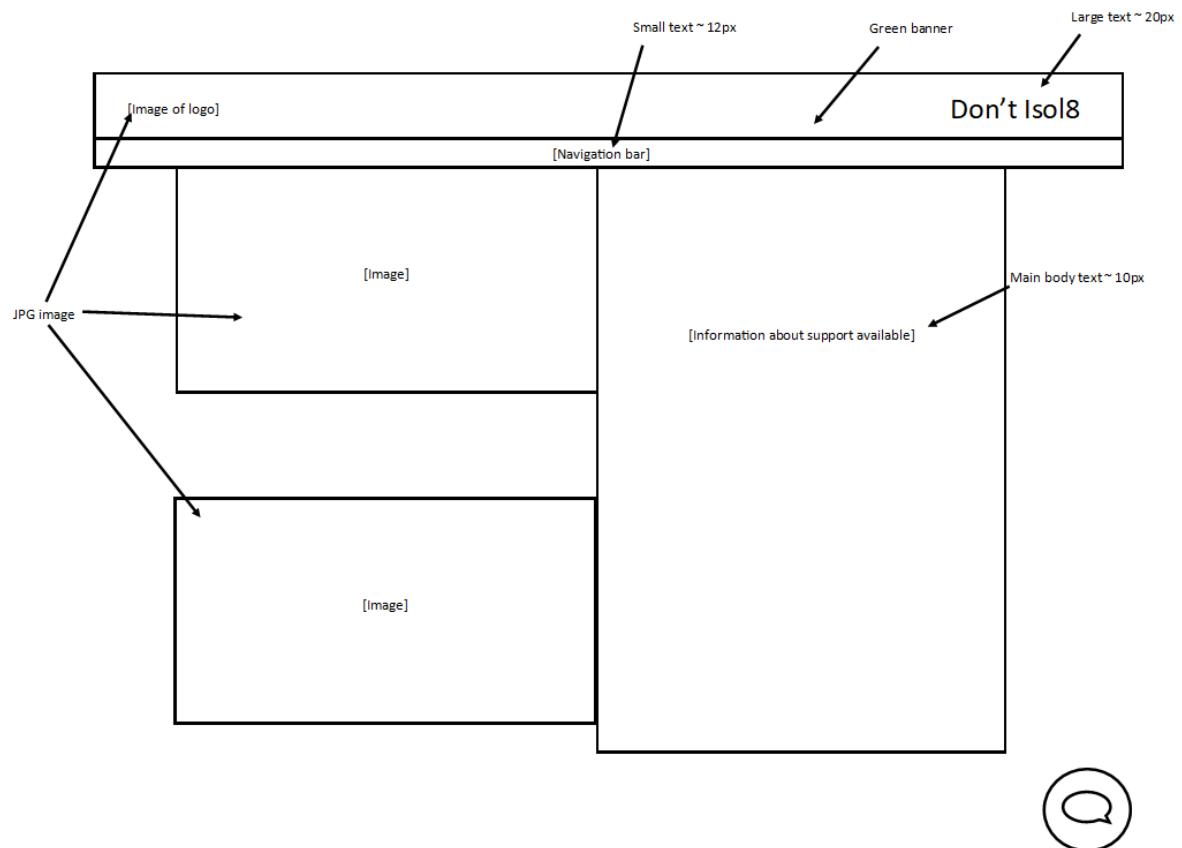 Large text ~ 20px
Small text ~ 12px
Green banner
[Image of logo]
Don't Isol8
[Navigation bar]
[Image]
Main body text ~ 10px
JPG image
[Information about support available]
[Image]